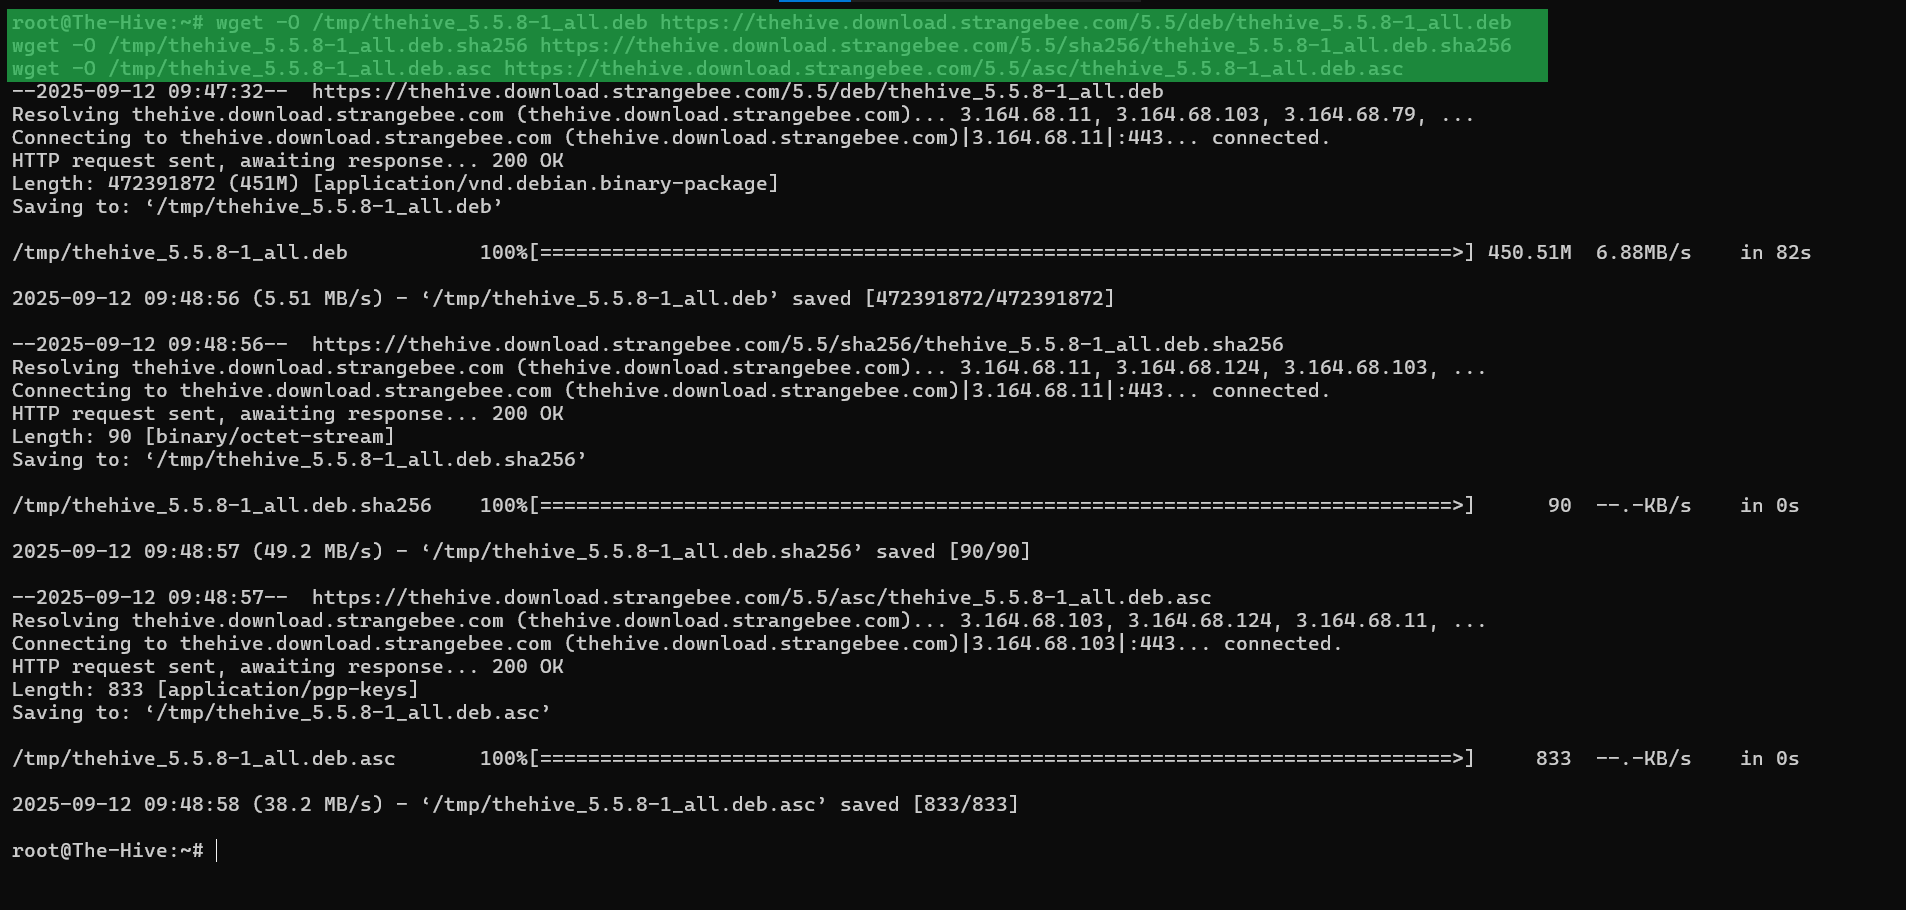 root@The-Hive:~# wget -O /tmp/thehive_5.5.8-1_all.deb https://thehive.download.strangebee.com/5.5/deb/thehive_5.5.8-1_all.deb
wget -O /tmp/thehive_5.5.8-1_all.deb.sha256 https://thehive.download.strangebee.com/5.5/sha256/thehive_5.5.8-1_all.deb.sha256
wget -O /tmp/thehive_5.5.8-1_all.deb.asc https://thehive.download.strangebee.com/5.5/asc/thehive_5.5.8-1_all.deb.asc
--2025-09-12 09:47:32--  https://thehive.download.strangebee.com/5.5/deb/thehive_5.5.8-1_all.deb
Resolving thehive.download.strangebee.com (thehive.download.strangebee.com)... 3.164.68.11, 3.164.68.103, 3.164.68.79, ...
Connecting to thehive.download.strangebee.com (thehive.download.strangebee.com)|3.164.68.11|:443... connected.
HTTP request sent, awaiting response... 200 OK
Length: 472391872 (451M) [application/vnd.debian.binary-package]
Saving to: ‘/tmp/thehive_5.5.8-1_all.deb’
/tmp/thehive_5.5.8-1_all.deb           100%[============================================================================>] 450.51M  6.88MB/s    in 82s
2025-09-12 09:48:56 (5.51 MB/s) - ‘/tmp/thehive_5.5.8-1_all.deb’ saved [472391872/472391872]
--2025-09-12 09:48:56--  https://thehive.download.strangebee.com/5.5/sha256/thehive_5.5.8-1_all.deb.sha256
Resolving thehive.download.strangebee.com (thehive.download.strangebee.com)... 3.164.68.11, 3.164.68.124, 3.164.68.103, ...
Connecting to thehive.download.strangebee.com (thehive.download.strangebee.com)|3.164.68.11|:443... connected.
HTTP request sent, awaiting response... 200 OK
Length: 90 [binary/octet-stream]
Saving to: ‘/tmp/thehive_5.5.8-1_all.deb.sha256’
/tmp/thehive_5.5.8-1_all.deb.sha256    100%[============================================================================>]      90  --.-KB/s    in 0s
2025-09-12 09:48:57 (49.2 MB/s) - ‘/tmp/thehive_5.5.8-1_all.deb.sha256’ saved [90/90]
--2025-09-12 09:48:57--  https://thehive.download.strangebee.com/5.5/asc/thehive_5.5.8-1_all.deb.asc
Resolving thehive.download.strangebee.com (thehive.download.strangebee.com)... 3.164.68.103, 3.164.68.124, 3.164.68.11, ...
Connecting to thehive.download.strangebee.com (thehive.download.strangebee.com)|3.164.68.103|:443... connected.
HTTP request sent, awaiting response... 200 OK
Length: 833 [application/pgp-keys]
Saving to: ‘/tmp/thehive_5.5.8-1_all.deb.asc’
/tmp/thehive_5.5.8-1_all.deb.asc       100%[============================================================================>]     833  --.-KB/s    in 0s
2025-09-12 09:48:58 (38.2 MB/s) - ‘/tmp/thehive_5.5.8-1_all.deb.asc’ saved [833/833]
root@The-Hive:~#